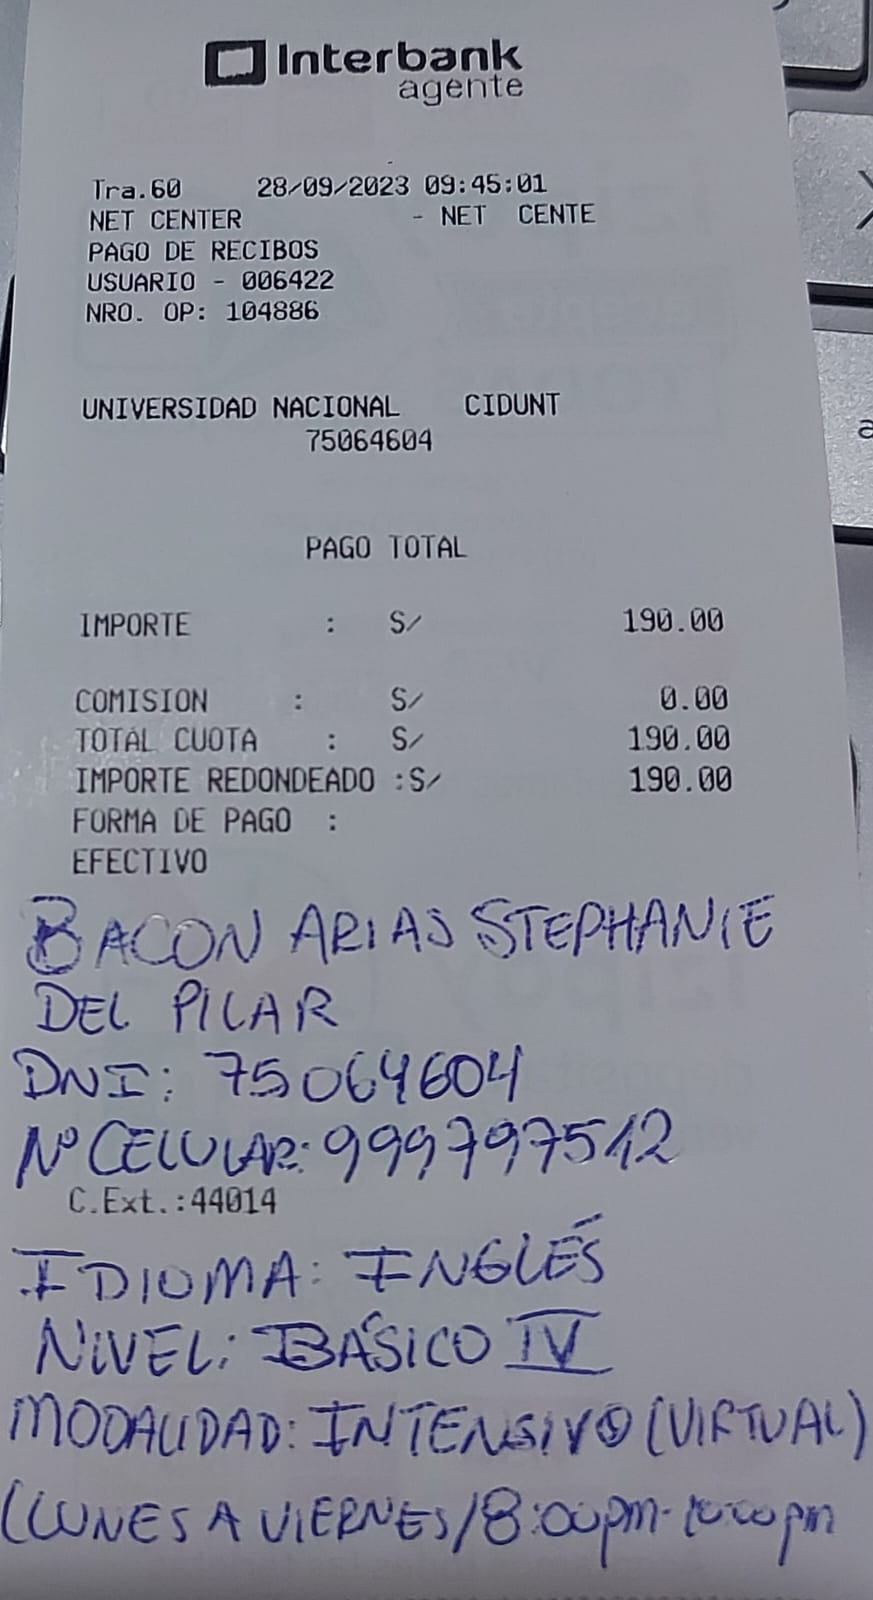 Interbank
agente
Tra.60 28/09/2023 09:45:01
NET CENTER - NET CENTE
PAGO DE RECIBOS
USUARIO - 006422
NRO. OP: 104886
UNIVERSIDAD NACIONAL CIDUNT
75064604
PAGO TOTAL
IMPORTE : S/ 190.00
COMISION : S/ 0.00
TOTAL CUOTA : S/ 190.00
IMPORTE REDONDEADO :S/ 190.00
FORMA DE PAGO :
EFECTIVO
BACON ARIAS STEPHANIE
DEL PILAR
DNI: 75064604
Nº CELULAR: 999797512
C.Ext.:44014
IDIOMA: INGLÉS
NIVEL: BÁSICO IV
MODALIDAD: INTENSIVO (VIRTUAL)
(LUNES A VIERNES/8:00pm-10:00pm